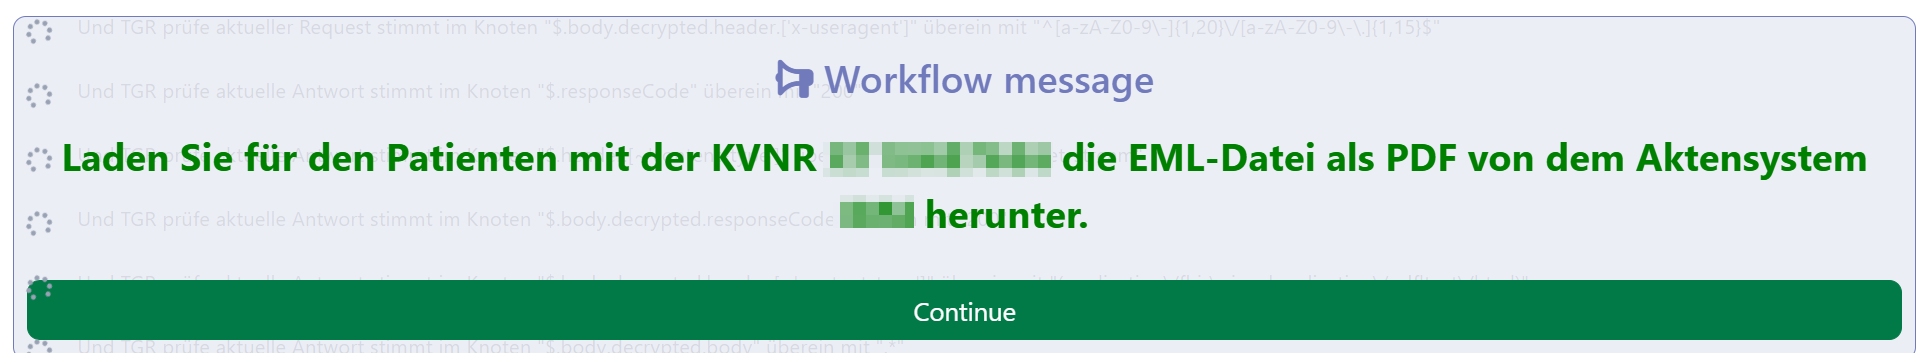 Und TGR prüfe aktueller Request stimmt im Knoten "$.body.decrypted.header.['x-useragent']" überein mit "^[a-zA-Z0-9\-]{1,20}\/[a-zA-Z0-9\-\.]{1,15}$"
Workflow message
Und TGR prüfe aktuelle Antwort stimmt im Knoten "$.responseCode" überein mit "200"
Laden Sie für den Patienten mit der KVNR die EML-Datei als PDF von dem Aktensystem
herunter.
Und TGR prüfe aktuelle Antwort stimmt im Knoten "$.body.decrypted.responseCode
Continue
Und TGR prüfe aktuelle Antwort stimmt im Knoten "$.body.decrypted.body" überein mit ".*"